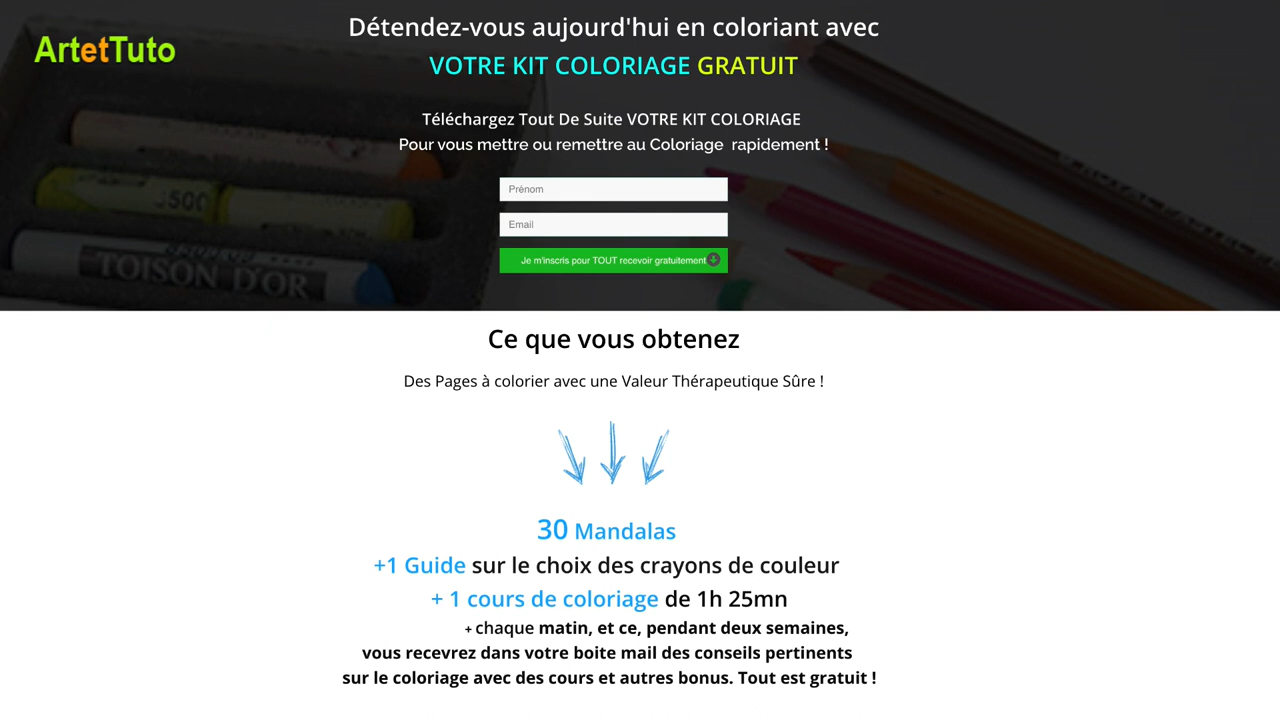 ArtetTuto
Détendez-vous aujourd'hui en coloriant avec
VOTRE KIT COLORIAGE GRATUIT
Téléchargez Tout De Suite VOTRE KIT COLORIAGE
Pour vous mettre ou remettre au Coloriage rapidement !
Prénom
Email
Je m'inscris pour TOUT recevoir gratuitement
500
TOISON D'OR
Ce que vous obtenez
Des Pages à colorier avec une Valeur Thérapeutique Sûre !
30 Mandalas
+1 Guide sur le choix des crayons de couleur
+ 1 cours de coloriage de 1h 25mn
+ chaque matin, et ce, pendant deux semaines,
vous recevrez dans votre boite mail des conseils pertinents
sur le coloriage avec des cours et autres bonus. Tout est gratuit !